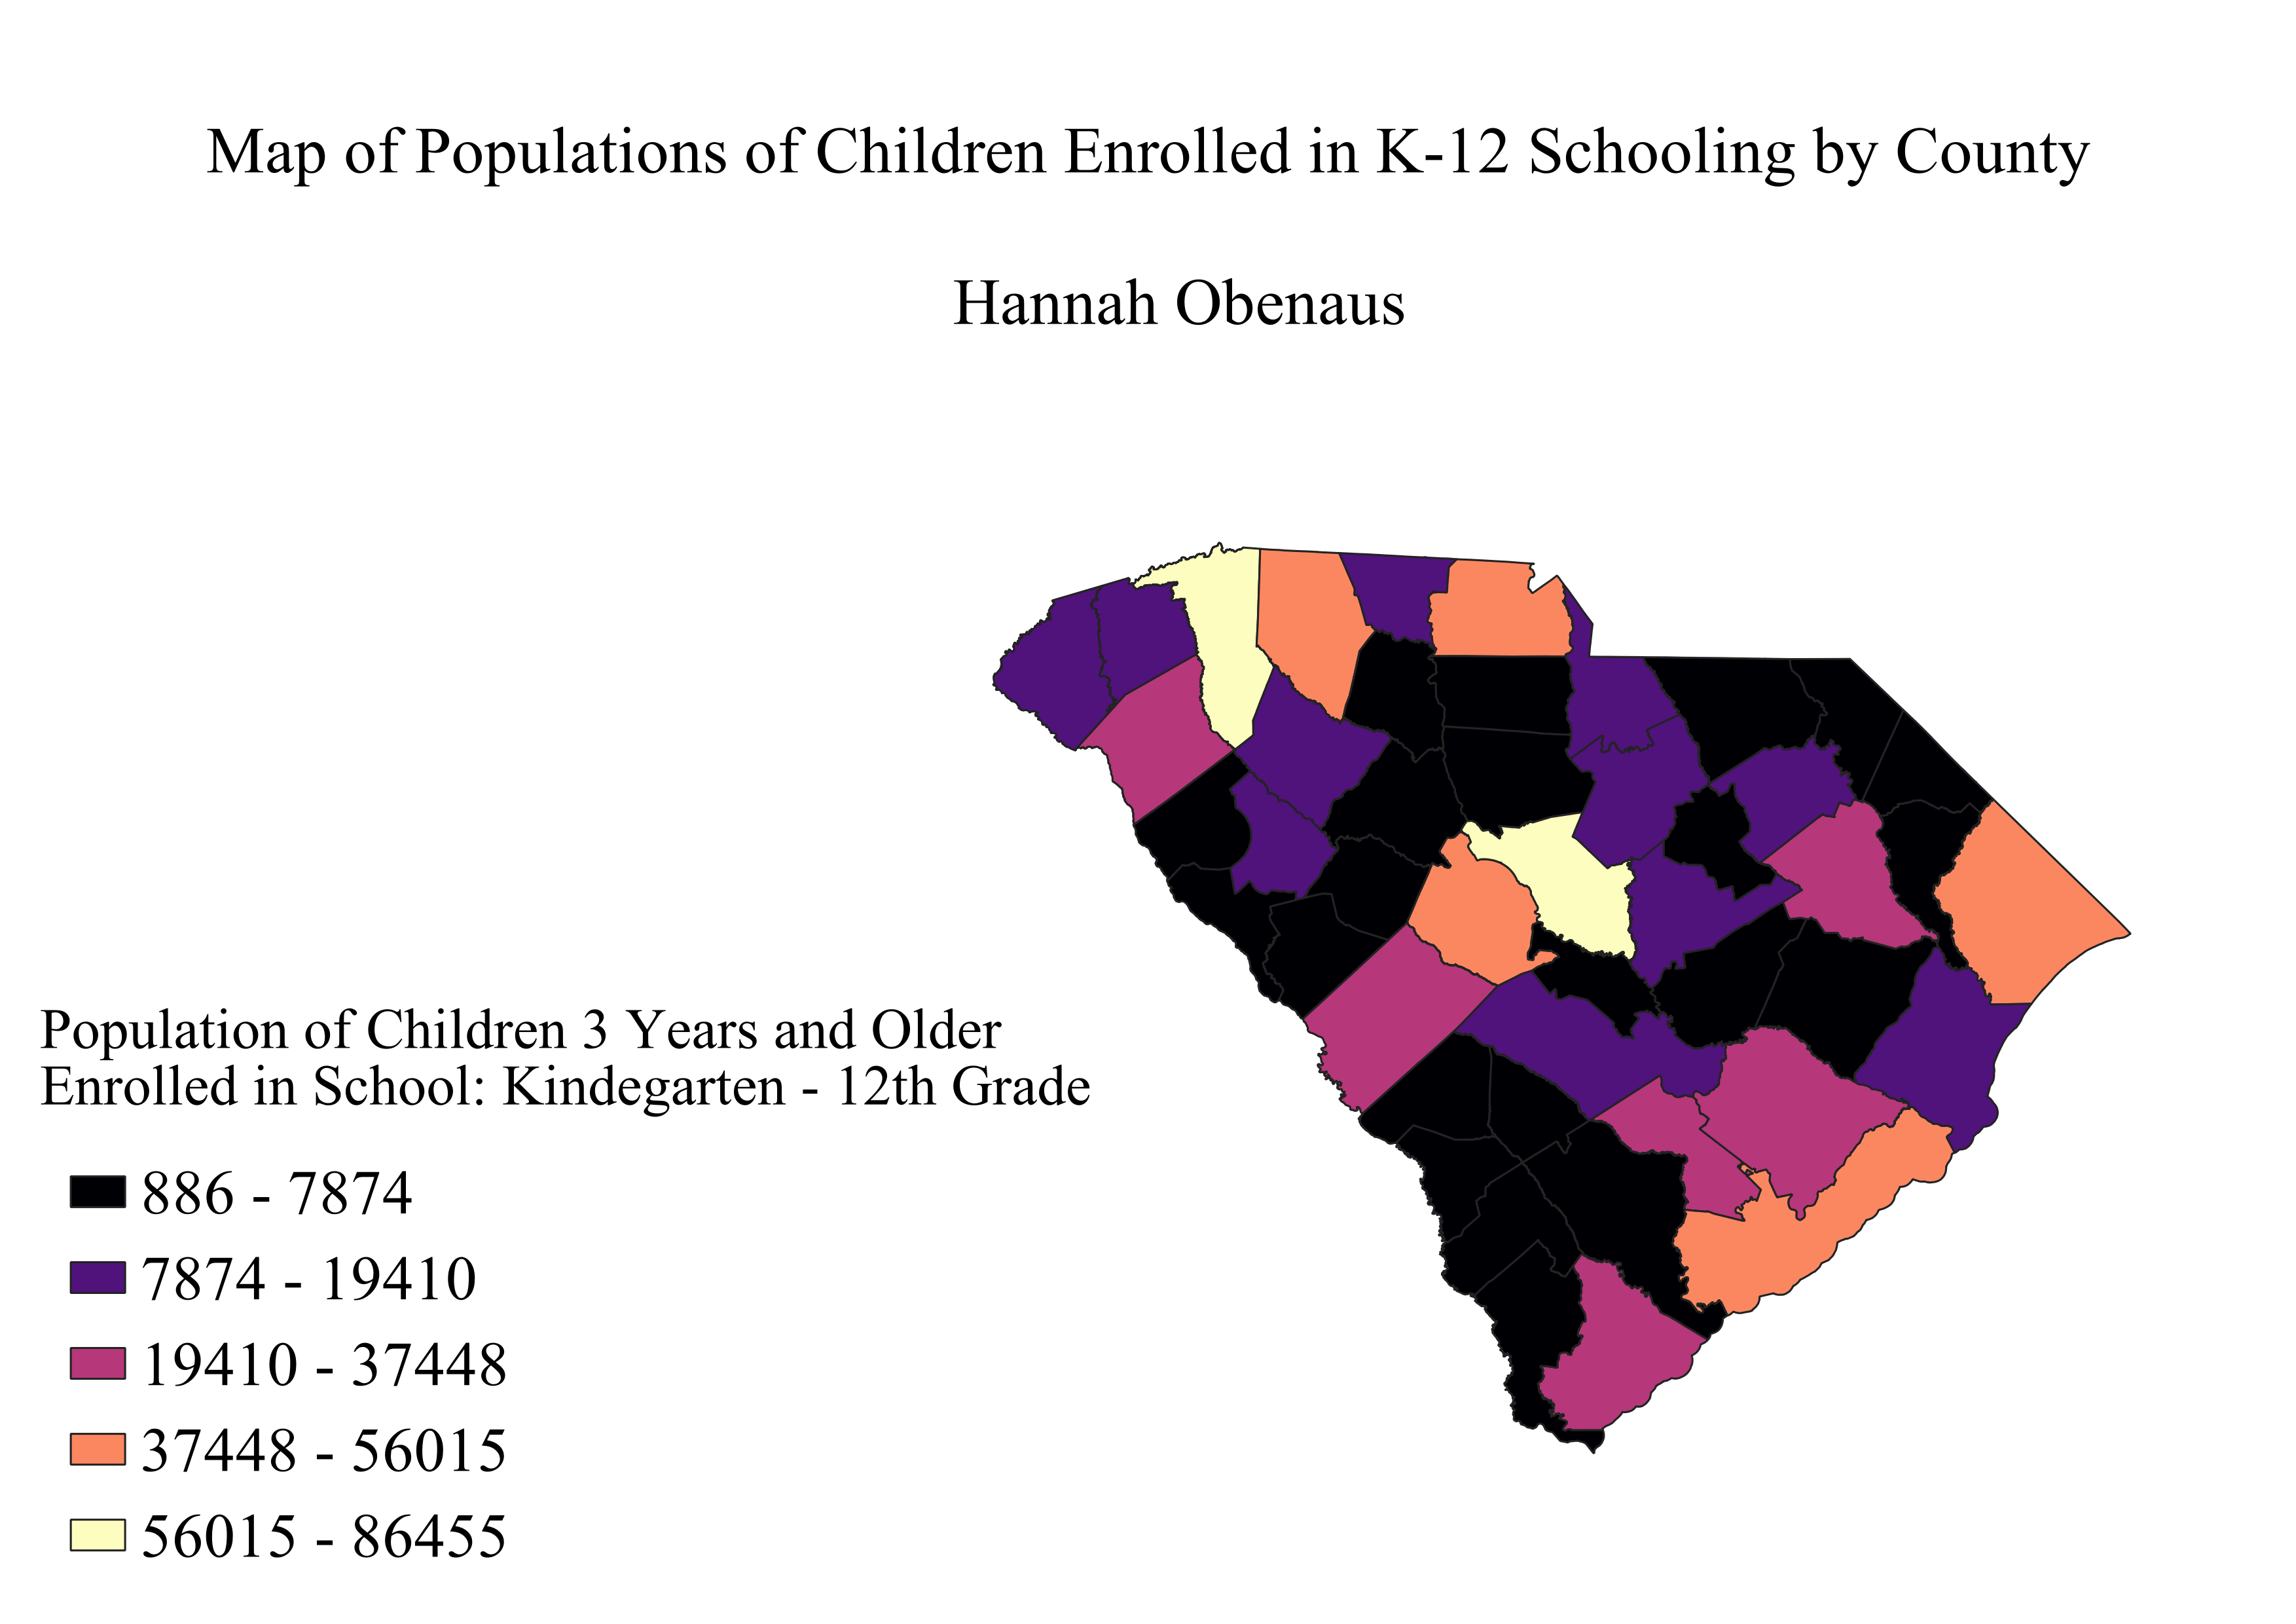 Map of Populations of Children Enrolled in K-12 Schooling by County
Hannah Obenaus
Population of Children 3 Years and Older
Enrolled in School: Kindegarten - 12th Grade
886 - 7874
7874 - 19410
19410 - 37448
37448 - 56015
56015 - 86455